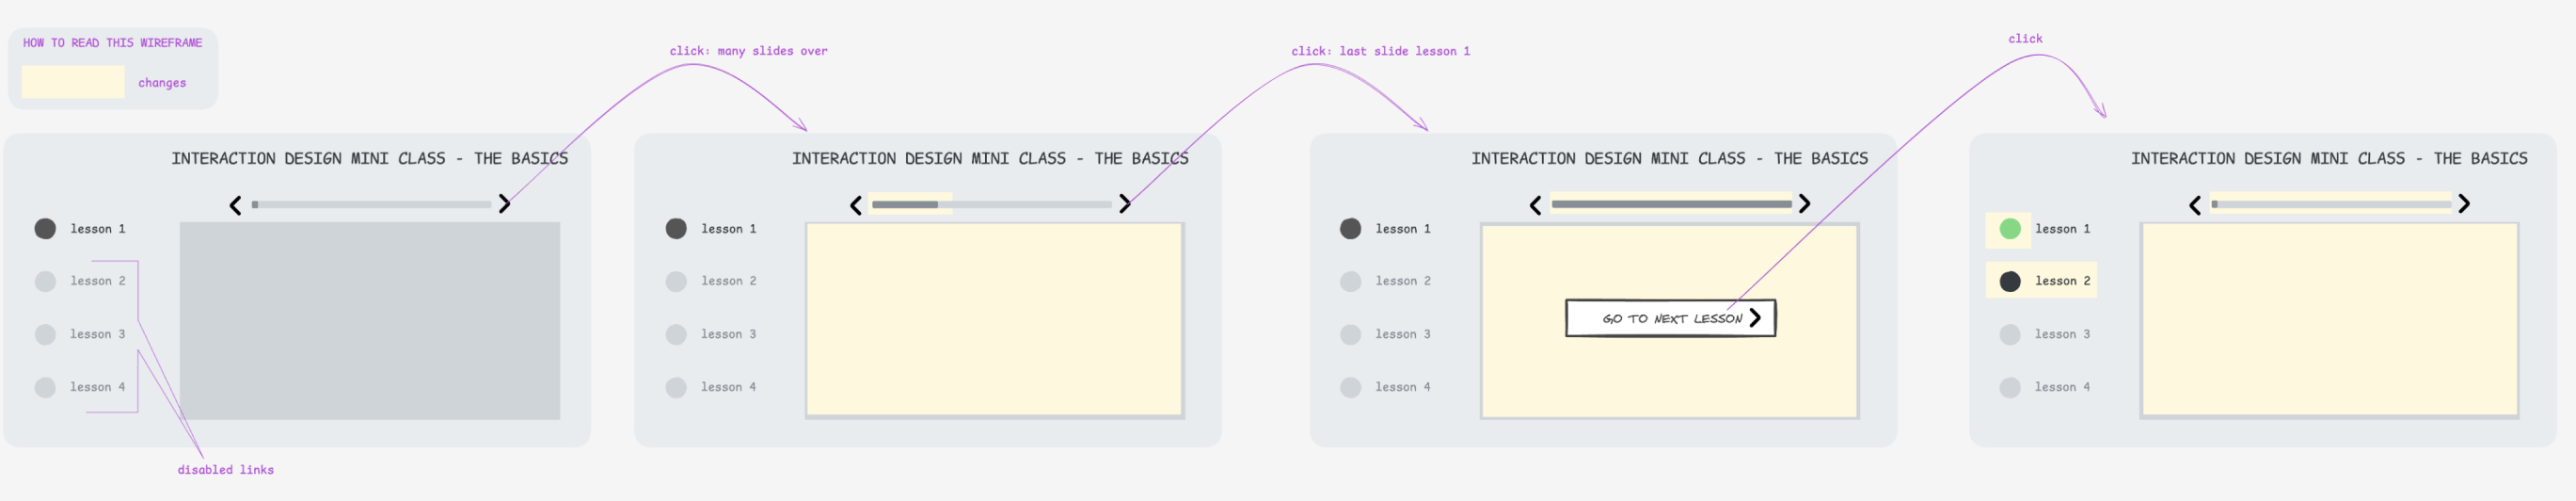 HOW TO READ THIS WIREFRAME
changes
click: many slides over
click: last slide lesson 1
click
INTERACTION DESIGN MINI CLASS - THE BASICS
lesson 1
lesson 2
lesson 3
lesson 4
disabled links
INTERACTION DESIGN MINI CLASS - THE BASICS
lesson 1
lesson 2
lesson 3
lesson 4
INTERACTION DESIGN MINI CLASS - THE BASICS
lesson 1
lesson 2
lesson 3
lesson 4
GO TO NEXT LESSON
INTERACTION DESIGN MINI CLASS - THE BASICS
lesson 1
lesson 2
lesson 3
lesson 4